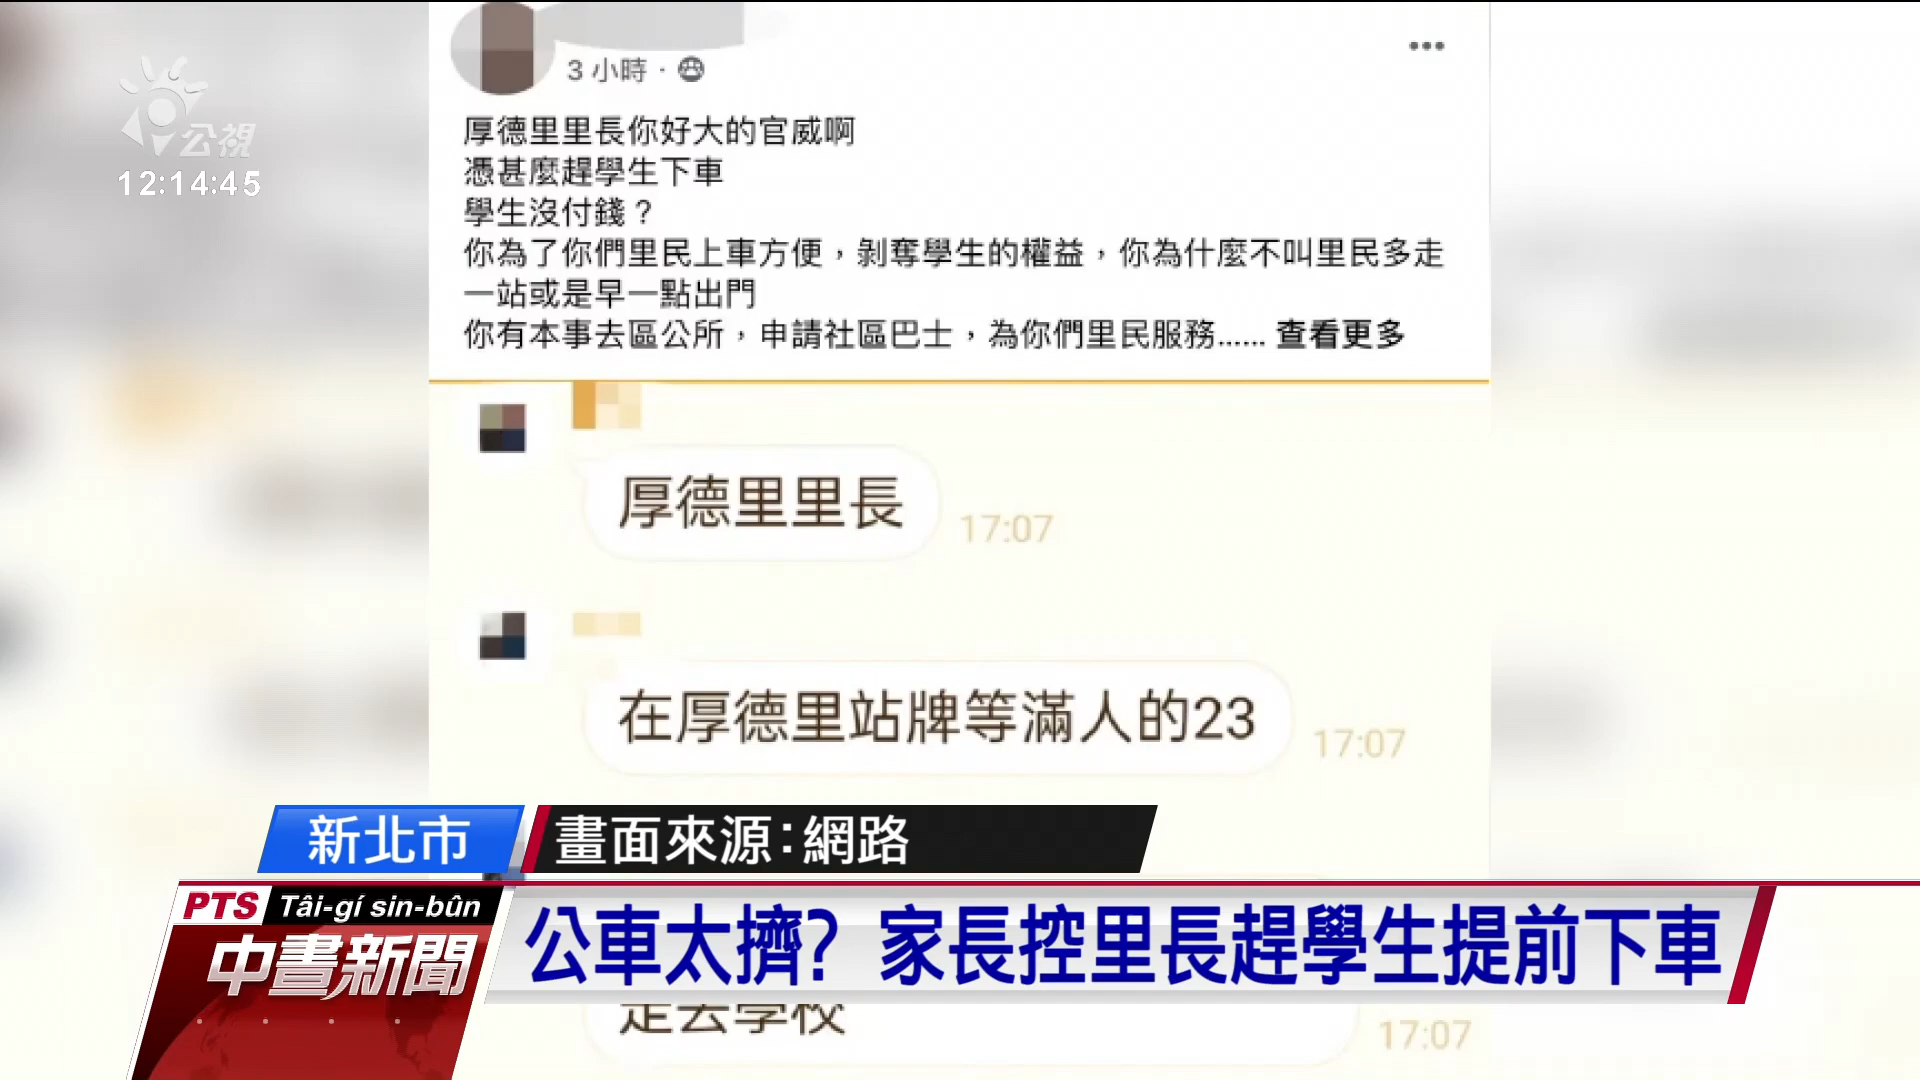 公視
12:14:45
3 小時 ·
厚德里里長你好大的官威啊
憑甚麼趕學生下車
學生沒付錢？
你為了你們里民上車方便，剝奪學生的權益，你為什麼不叫里民多走
一站或是早一點出門
你有本事去區公所，申請社區巴士，為你們里民服務...... 查看更多
厚德里里長
17:07
在厚德里站牌等滿人的23
17:07
新北市
畫面來源：網路
PTS Tâi-gí sin-bûn
中晝新聞
公車太擠? 家長控里長趕學生提前下車
走去學校
17:07